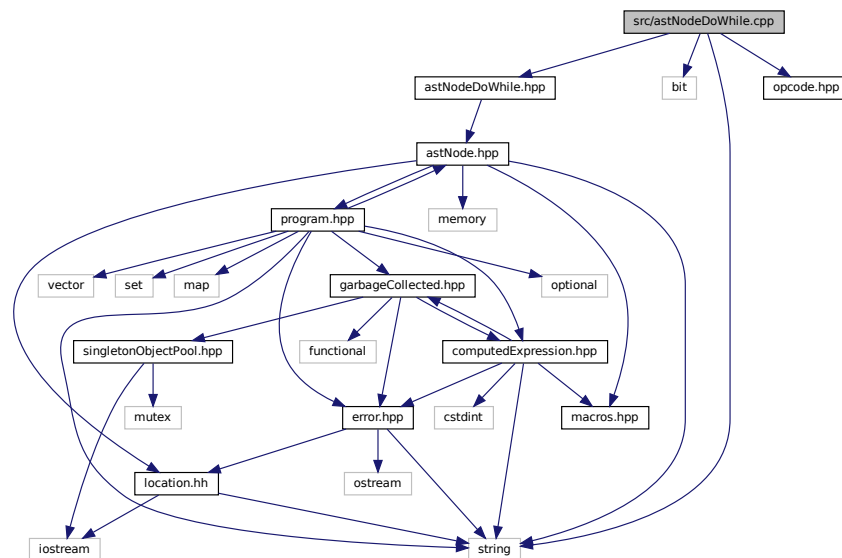 src/astNodeDoWhile.cpp
astNodeDoWhile.hpp
bit
opcode.hpp
astNode.hpp
program.hpp
memory
vector
set
map
garbageCollected.hpp
optional
singletonObjectPool.hpp
functional
computedExpression.hpp
mutex
error.hpp
cstdint
macros.hpp
location.hh
ostream
iostream
string